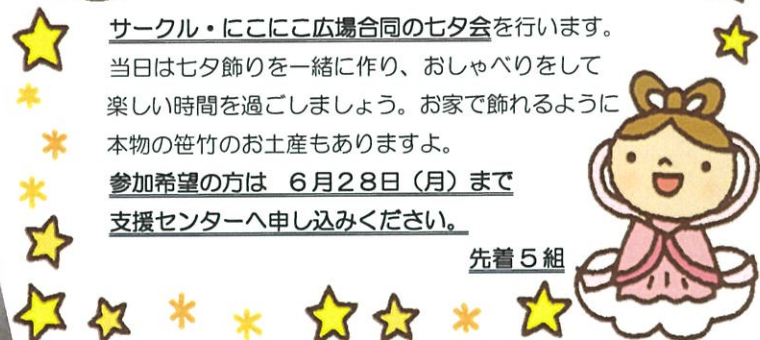 サークル・にこにこ広場合同の七夕会を行います。
当日は七夕飾りを一緒に作り、おしゃべりをして
楽しい時間を過ごしましょう。お家で飾れるように
本物の笹竹のお土産もありますよ。
参加希望の方は　６月２８日（月）まで
支援センターへ申し込みください。
先着５組